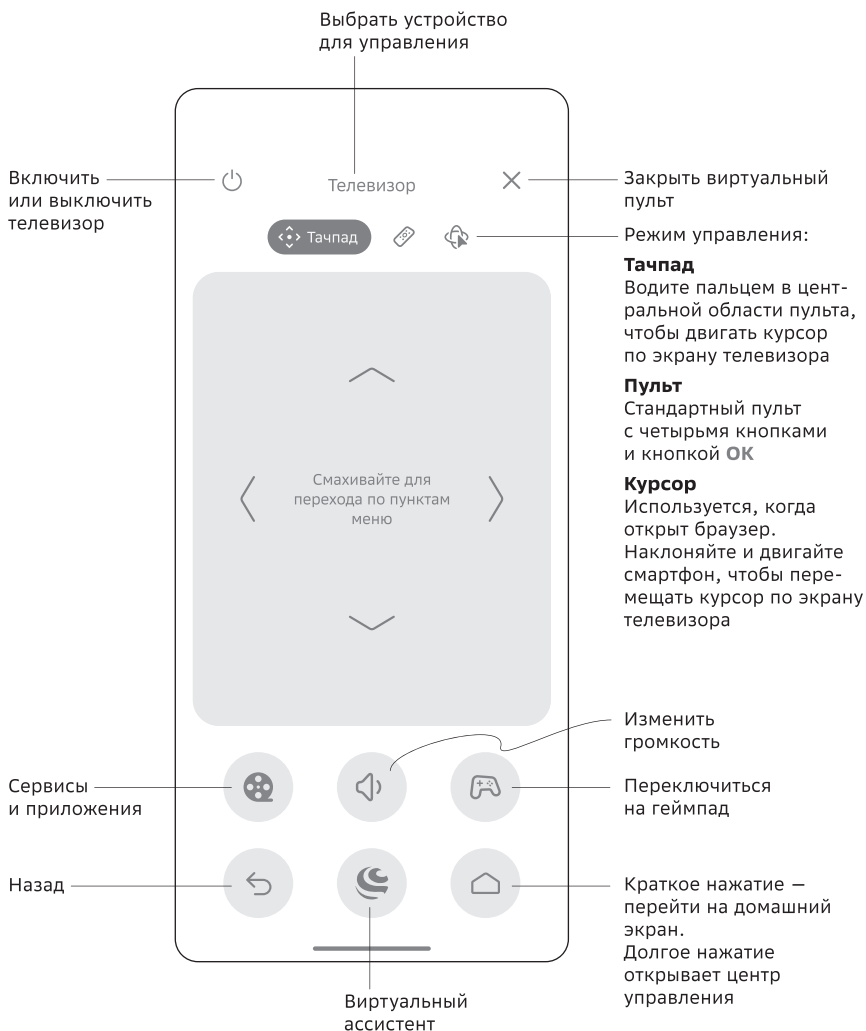 Выбрать устройство
для управления
Включить
или выключить
телевизор
Телевизор
Закрыть виртуальный
пульт
Тачпад
Режим управления:
Тачпад
Водите пальцем в цент-
ральной области пульта,
чтобы двигать курсор
по экрану телевизора
Пульт
Стандартный пульт
с четырьмя кнопками
и кнопкой ОК
Курсор
Используется, когда
открыт браузер.
Наклоняйте и двигайте
смартфон, чтобы пере-
мещать курсор по экрану
телевизора
Смахивайте для
перехода по пунктам
меню
Изменить
громкость
Сервисы
и приложения
Переключиться
на геймпад
Назад
Краткое нажатие —
перейти на домашний
экран.
Долгое нажатие
открывает центр
управления
Виртуальный
ассистент